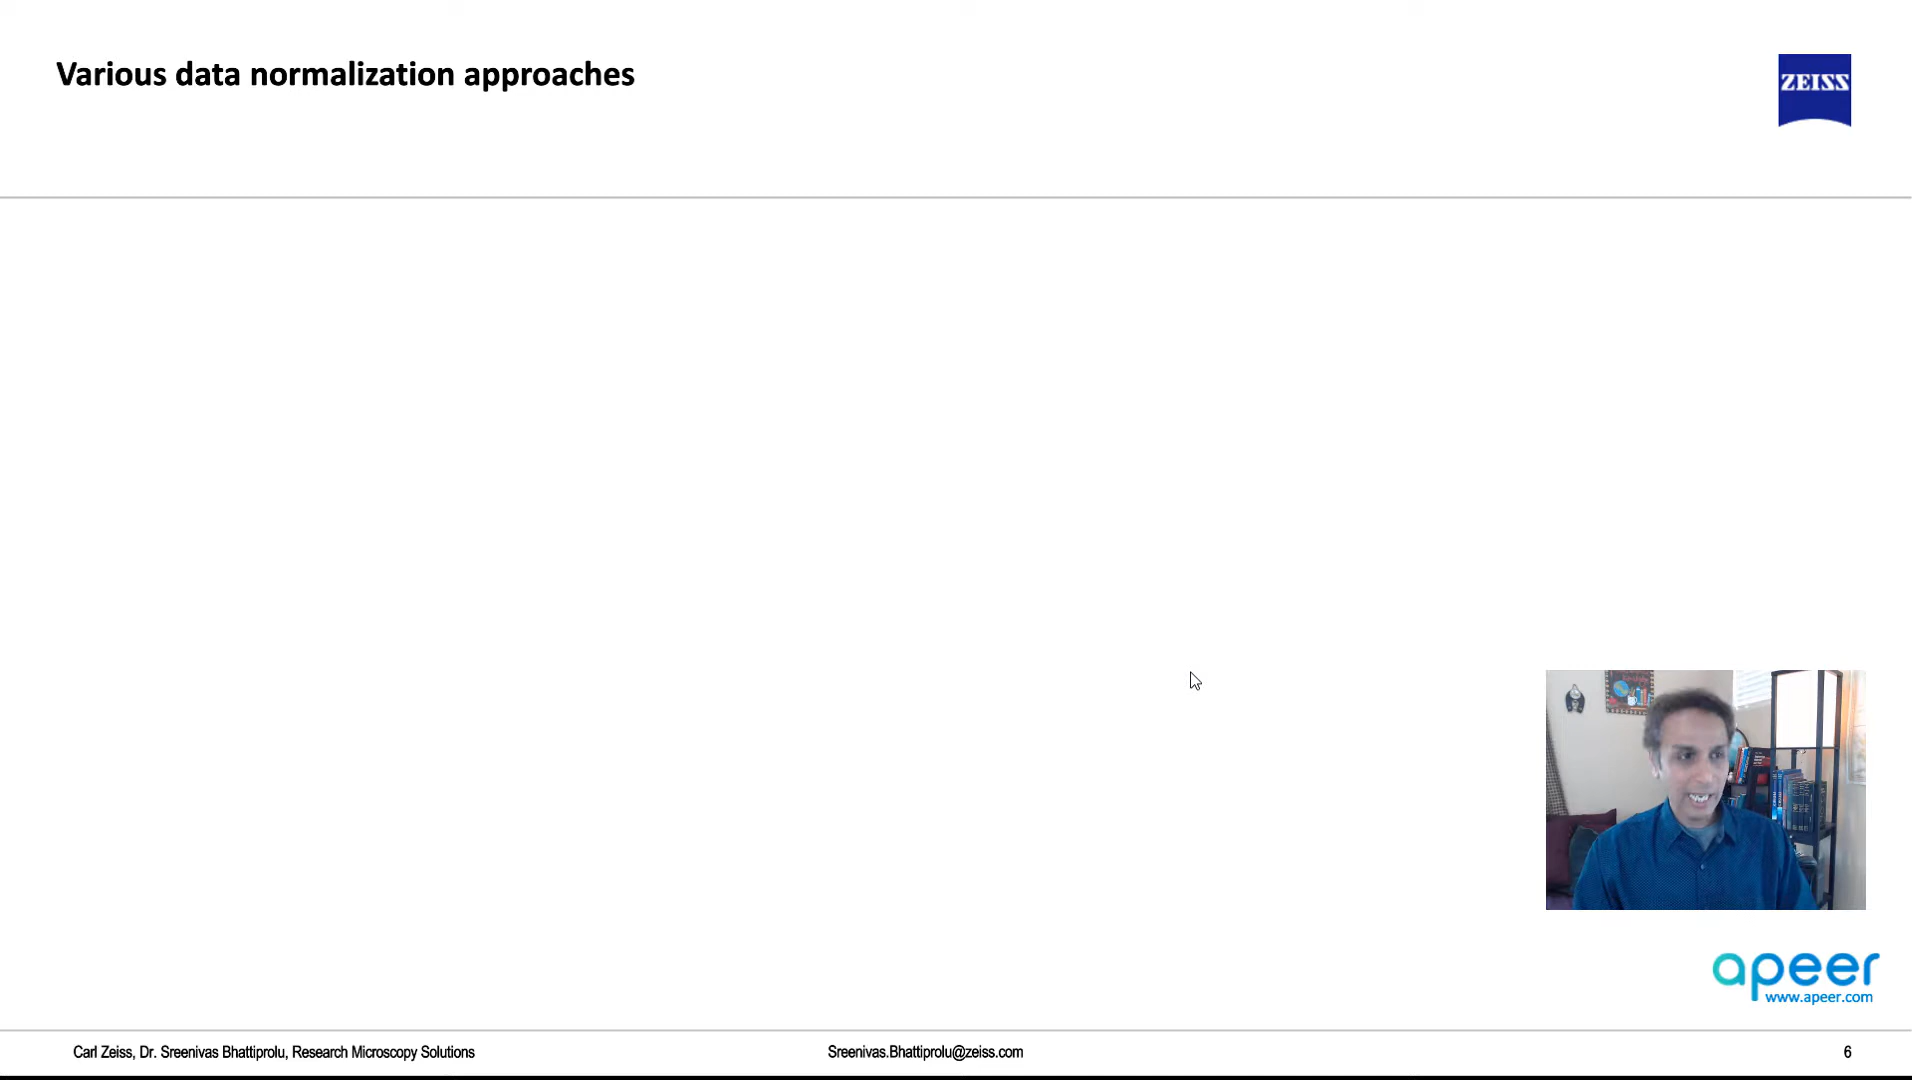 Various data normalization approaches
ZEISS
apeer
www.apeer.com
Carl Zeiss, Dr. Sreenivas Bhattiprolu, Research Microscopy Solutions
Sreenivas.Bhattiprolu@zeiss.com
6